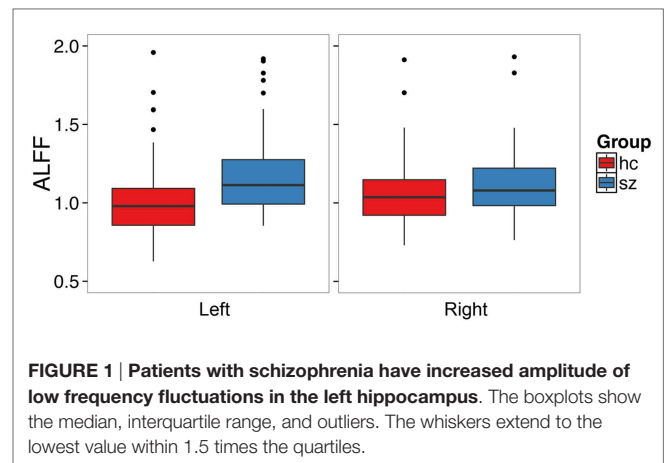 2.0
1.5
1.0
0.5
ALFF
Left
Right
Group
hc
sz
FIGURE 1 | Patients with schizophrenia have increased amplitude of
low frequency fluctuations in the left hippocampus. The boxplots show
the median, interquartile range, and outliers. The whiskers extend to the
lowest value within 1.5 times the quartiles.